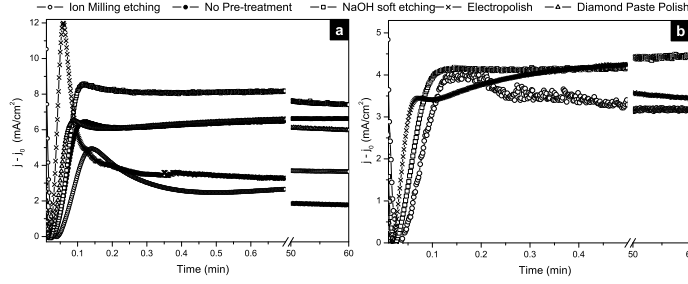 Ion Milling etching No Pre-treatment NaOH soft etching Electropolish Diamond Paste Polish
a
12
10
8
6
4
2
0
j - j0 (mA/cm²)
0.1 0.2 0.3 0.4 0.5 0.6 50 60
Time (min)
b
5
4
3
2
1
0
j - j0 (mA/cm²)
0.1 0.2 0.3 0.4 50 6
Time (min)